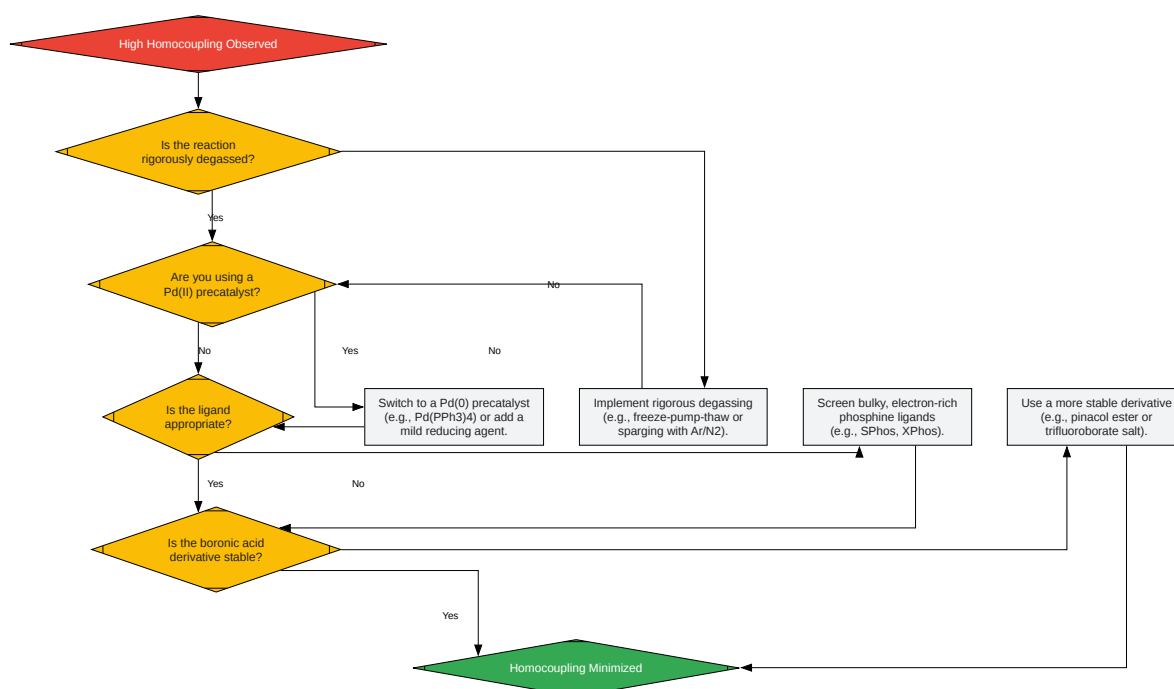 High Homocoupling Observed
Is the reaction
rigorously degassed?
Yes
Are you using a
Pd(II) precatalyst?
No
No
Yes
No
Is the ligand
appropriate?
Switch to a Pd(0) precatalyst
(e.g., Pd(PPh3)4) or add a
mild reducing agent.
Implement rigorous degassing
(e.g., freeze-pump-thaw or
sparging with Ar/N2).
Screen bulky, electron-rich
phosphine ligands
(e.g., SPhos, XPhos).
Use a more stable derivative
(e.g., pinacol ester or
trifluoroborate salt).
Yes
No
Is the boronic acid
derivative stable?
Yes
Homocoupling Minimized